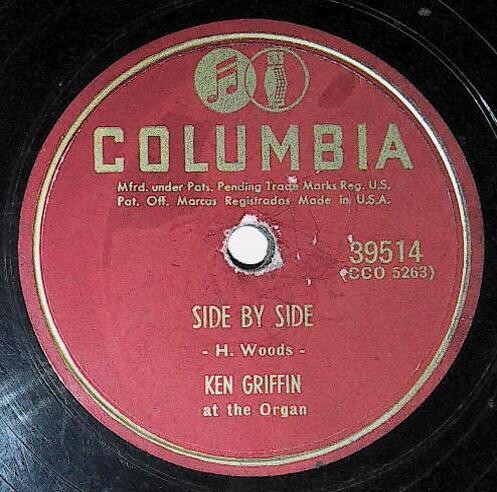 COLUMBIA
Mfrd. under Pats. Pending Trade Marks Reg. U.S.
Pat. Off. Marcas Registradas Made in U.S.A.
39514
(CCO 5263)
SIDE BY SIDE
- H. Woods -
KEN GRIFFIN
at the Organ